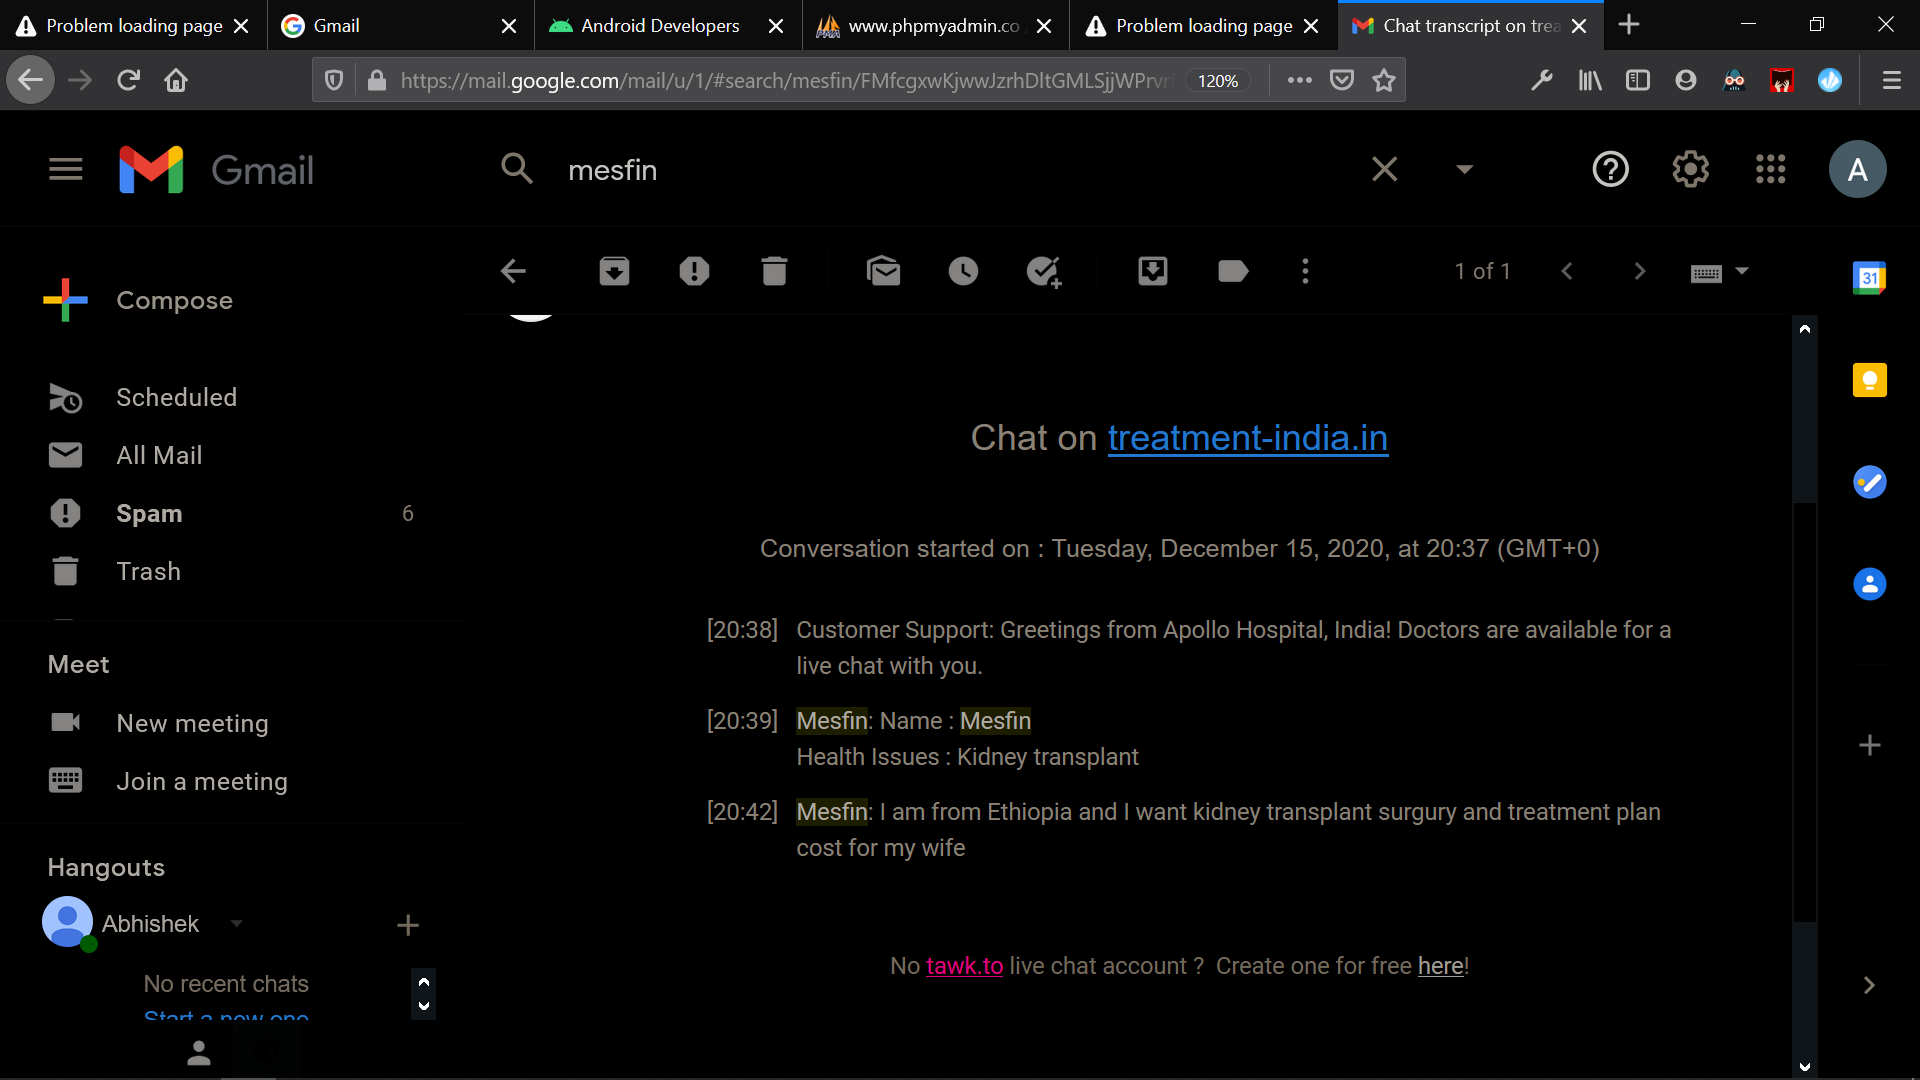 Problem loading page
Gmail
Android Developers
www.phpmyadmin.co
Problem loading page
Chat transcript on trea
https://mail.google.com/mail/u/1/#search/mesfin/FMfcgxwKjwwJzrhDltGMLSjjWPrvr
120%
Gmail
mesfin
A
Compose
1 of 1
31
Scheduled
All Mail
Spam 6
Trash
Chat on treatment-india.in
Conversation started on : Tuesday, December 15, 2020, at 20:37 (GMT+0)
[20:38] Customer Support: Greetings from Apollo Hospital, India! Doctors are available for a
live chat with you.
[20:39] Mesfin: Name : Mesfin
Health Issues : Kidney transplant
[20:42] Mesfin: I am from Ethiopia and I want kidney transplant surgury and treatment plan
cost for my wife
No tawk.to live chat account ? Create one for free here!
Meet
New meeting
Join a meeting
Hangouts
Abhishek
No recent chats
Start a new one